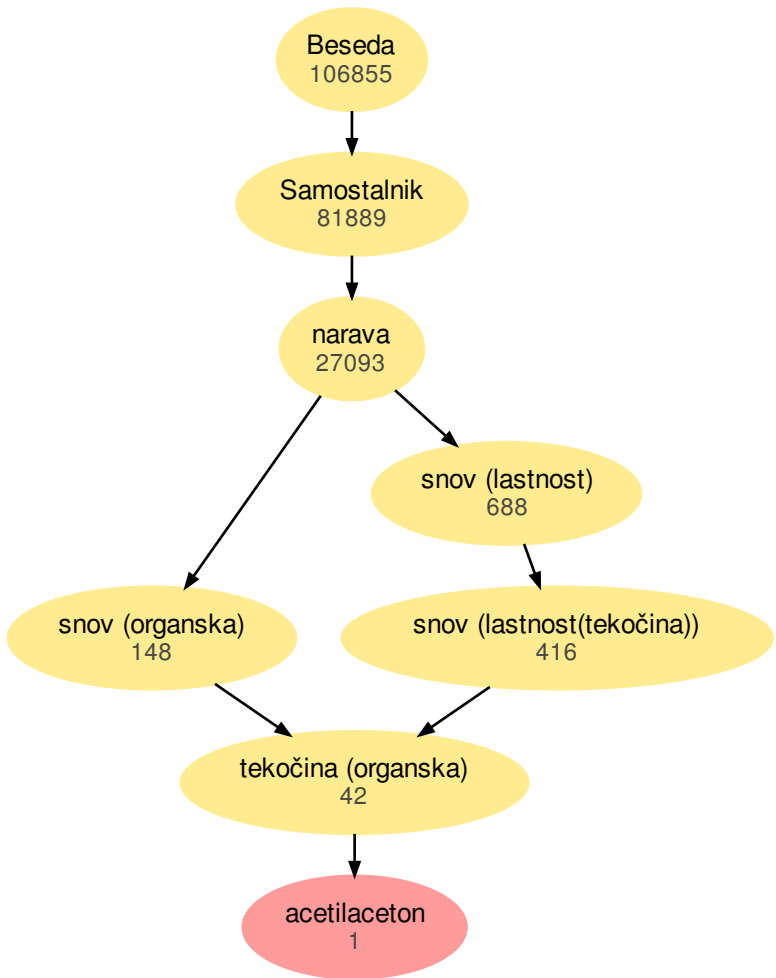 Beseda
106855
Samostalnik
81889
narava
27093
snov (lastnost)
688
snov (organska)
148
snov (lastnost(tekočina))
416
tekočina (organska)
42
acetilaceton
1